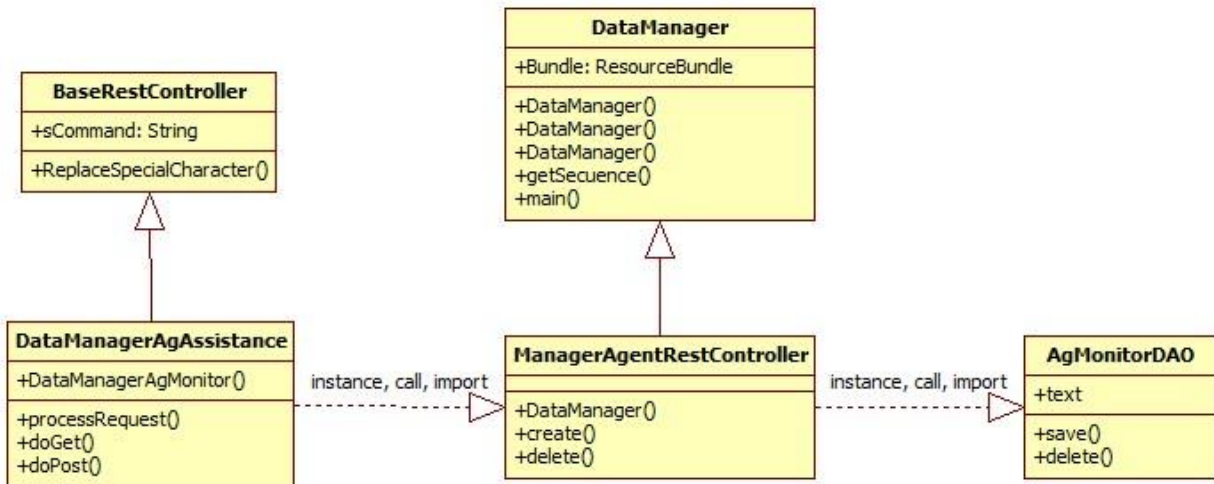 DataManager
+Bundle: ResourceBundle
+DataManager()
+DataManager()
+DataManager()
+getSecuence()
+main()
BaseRestController
+sCommand: String
+ReplaceSpecialCharacter()
DataManagerAgAssistance
+DataManagerAgMonitor()
+processRequest()
+doGet()
+doPost()
instance, call, import
ManagerAgentRestController
+DataManager()
+create()
+delete()
instance, call, import
AgMonitorDAO
+text
+save()
+delete()